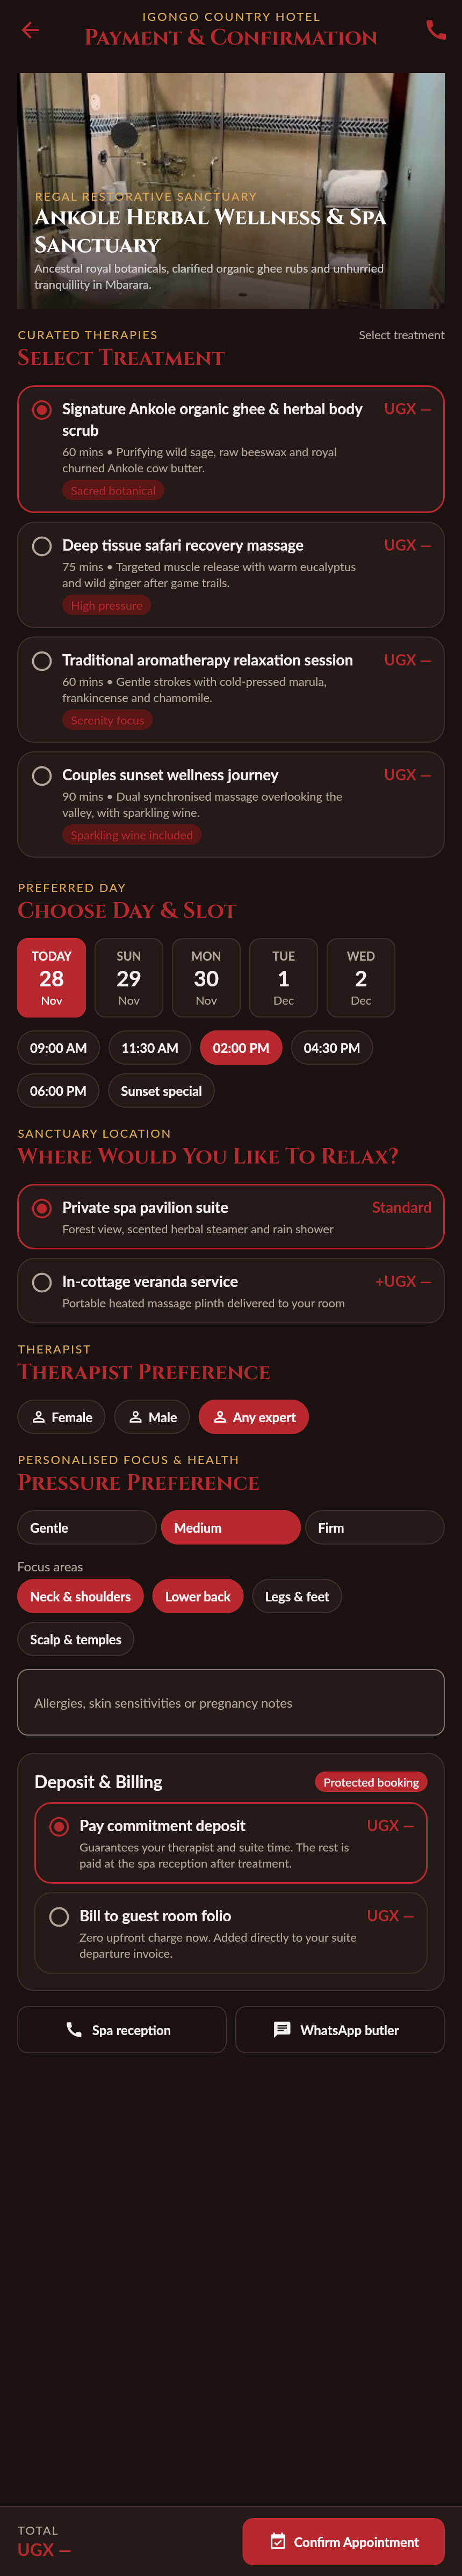 IGONGO COUNTRY HOTEL
Payment & Confirmation
REGAL RESTORATIVE SANCTUARY
Ankole Herbal Wellness & Spa
Sanctuary
Ancestral royal botanicals, clarified organic ghee rubs and unhurried
tranquillity in Mbarara.
CURATED THERAPIES
Select treatment
Select Treatment
Signature Ankole organic ghee & herbal body
scrub
UGX —
60 mins • Purifying wild sage, raw beeswax and royal
churned Ankole cow butter.
Sacred botanical
Deep tissue safari recovery massage
UGX —
75 mins • Targeted muscle release with warm eucalyptus
and wild ginger after game trails.
High pressure
Traditional aromatherapy relaxation session
UGX —
60 mins • Gentle strokes with cold-pressed marula,
frankincense and chamomile.
Serenity focus
Couples sunset wellness journey
UGX —
90 mins • Dual synchronised massage overlooking the
valley, with sparkling wine.
Sparkling wine included
PREFERRED DAY
Choose Day & Slot
TODAY
28
Nov
SUN
29
Nov
MON
30
Nov
TUE
1
Dec
WED
2
Dec
09:00 AM
11:30 AM
02:00 PM
04:30 PM
06:00 PM
Sunset special
SANCTUARY LOCATION
Where Would You Like To Relax?
Private spa pavilion suite
Standard
Forest view, scented herbal steamer and rain shower
In-cottage veranda service
+UGX —
Portable heated massage plinth delivered to your room
THERAPIST
Therapist Preference
Female
Male
Any expert
PERSONALISED FOCUS & HEALTH
Pressure Preference
Gentle
Medium
Firm
Focus areas
Neck & shoulders
Lower back
Legs & feet
Scalp & temples
Allergies, skin sensitivities or pregnancy notes
Deposit & Billing
Protected booking
Pay commitment deposit
UGX —
Guarantees your therapist and suite time. The rest is
paid at the spa reception after treatment.
Bill to guest room folio
UGX —
Zero upfront charge now. Added directly to your suite
departure invoice.
Spa reception
WhatsApp butler
TOTAL
UGX —
Confirm Appointment